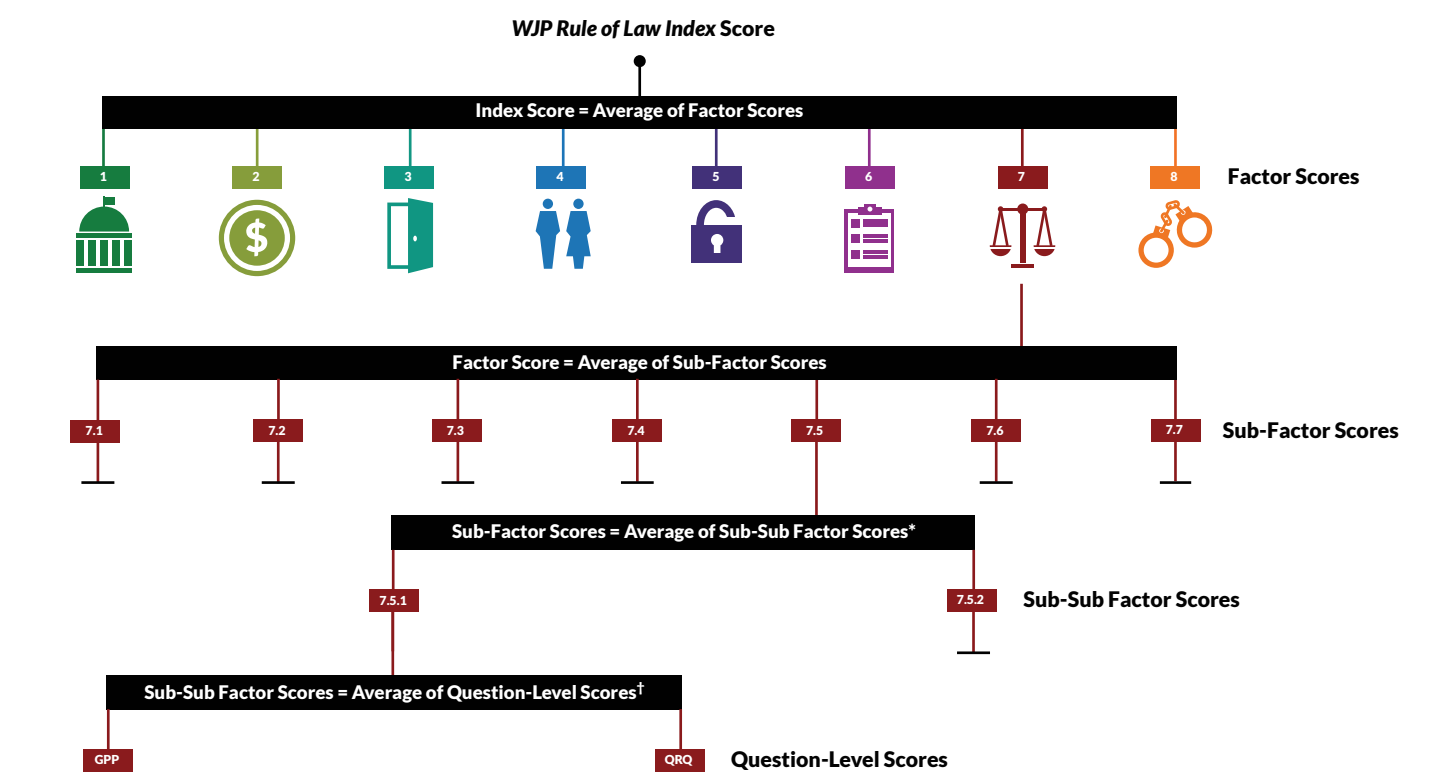 WJP Rule of Law Index Score
Index Score = Average of Factor Scores
1 2 3 4 5 6 7 8 Factor Scores
$
Factor Score = Average of Sub-Factor Scores
7.1 7.2 7.3 7.4 7.5 7.6 7.7 Sub-Factor Scores
Sub-Factor Scores = Average of Sub-Sub Factor Scores*
7.5.1 7.5.2 Sub-Sub Factor Scores
Sub-Sub Factor Scores = Average of Question-Level Scores†
GPP QRQ Question-Level Scores